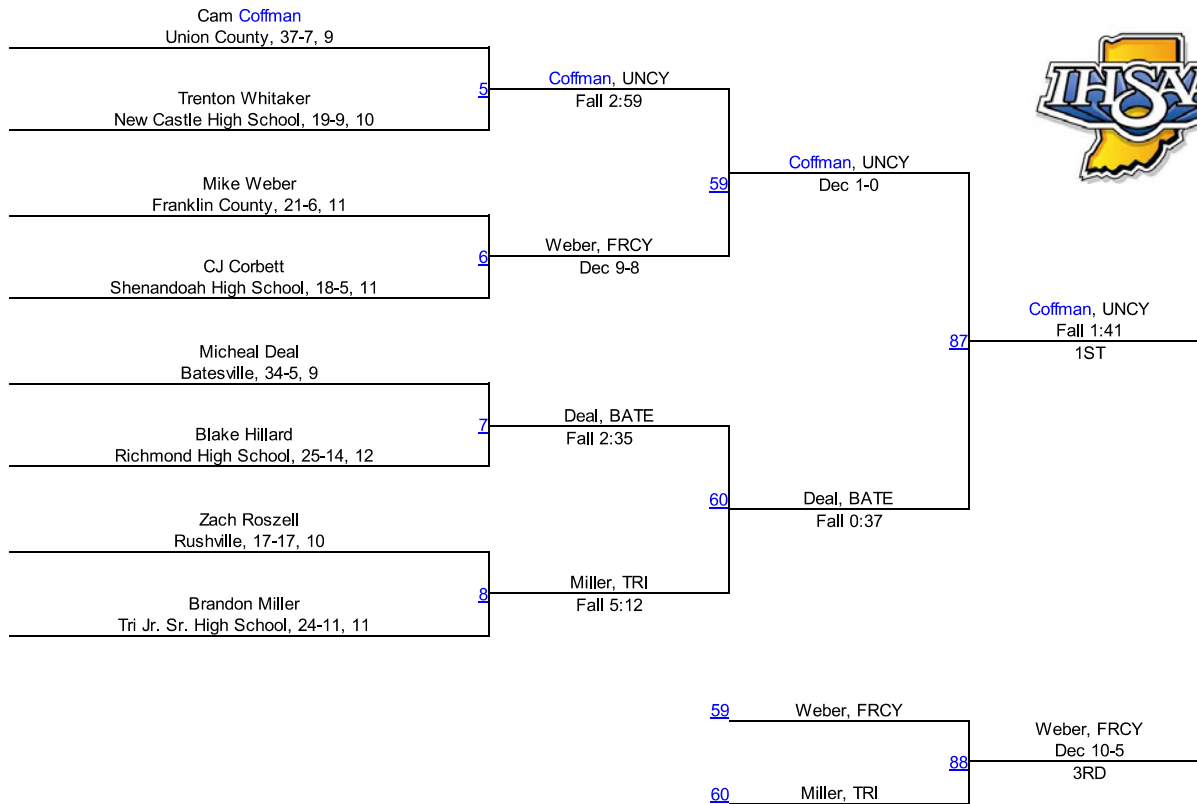 Cam Coffman
Union County, 37-7, 9
Trenton Whitaker
New Castle High School, 19-9, 10
5
Coffman, UNCY
Fall 2:59
Mike Weber
Franklin County, 21-6, 11
CJ Corbett
Shenandoah High School, 18-5, 11
6
Weber, FRCY
Dec 9-8
59
Coffman, UNCY
Dec 1-0
Micheal Deal
Batesville, 34-5, 9
Blake Hillard
Richmond High School, 25-14, 12
7
Deal, BATE
Fall 2:35
Zach Roszell
Rushville, 17-17, 10
Brandon Miller
Tri Jr. Sr. High School, 24-11, 11
8
Miller, TRI
Fall 5:12
60
Deal, BATE
Fall 0:37
87
Coffman, UNCY
Fall 1:41
1ST
59
Weber, FRCY
60
Miller, TRI
88
Weber, FRCY
Dec 10-5
3RD
IHSAA